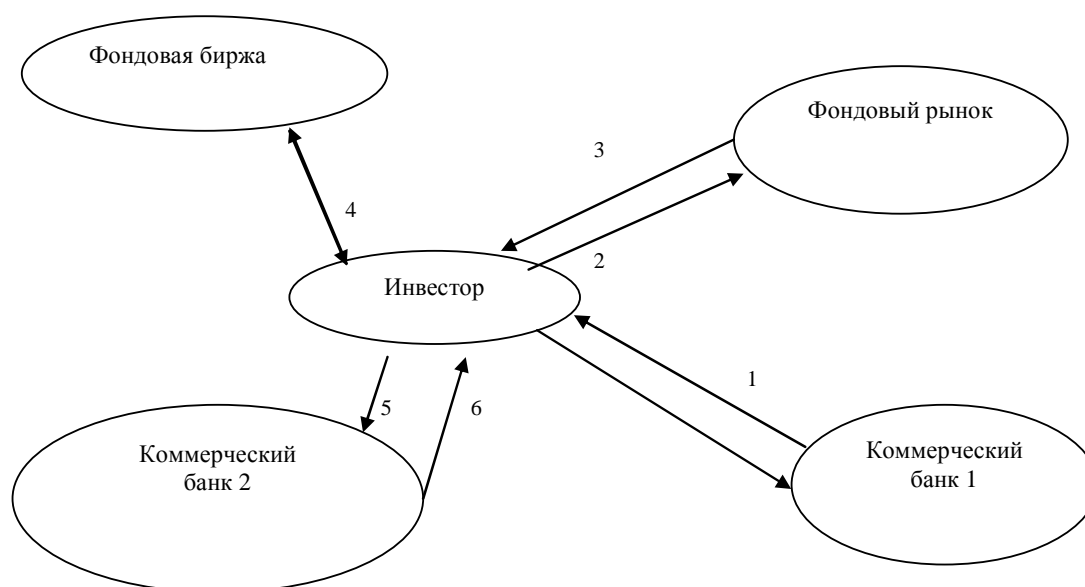 Фондовая биржа
Фондовый рынок
3
4
2
Инвестор
1
5
6
Коммерческий
банк 2
Коммерческий
банк 1